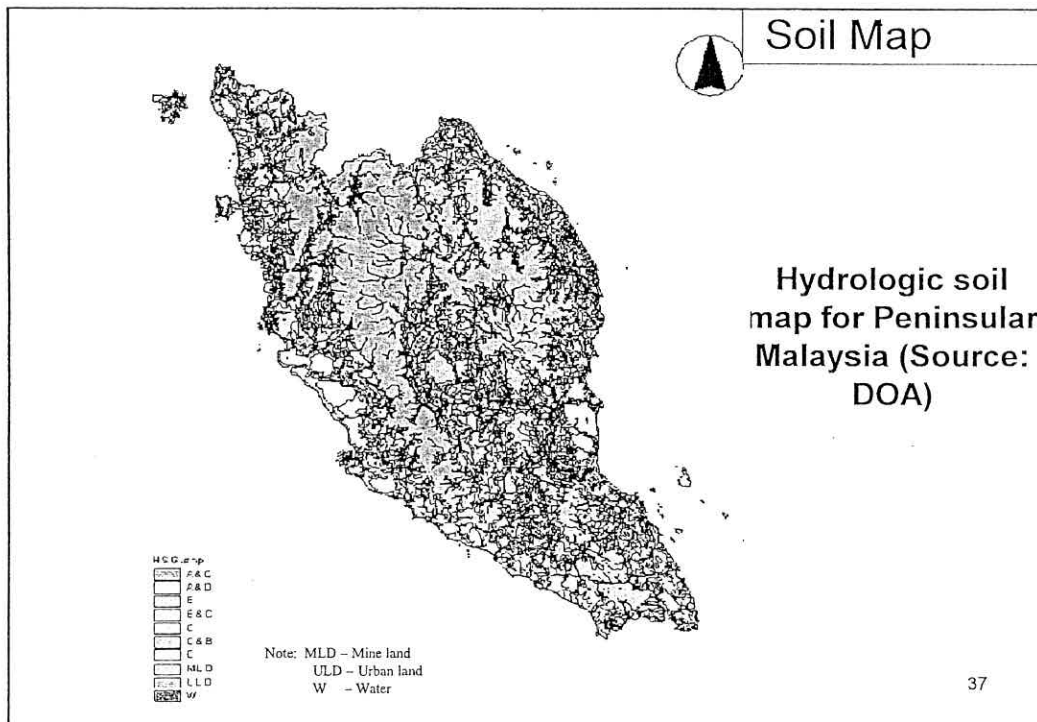 Soil Map
Hydrologic soil
map for Peninsular
Malaysia (Source:
DOA)
A & C
A & D
E
E & C
C
C & B
C
MLD
W
Note: MLD – Mine land
ULD – Urban land
W – Water
37